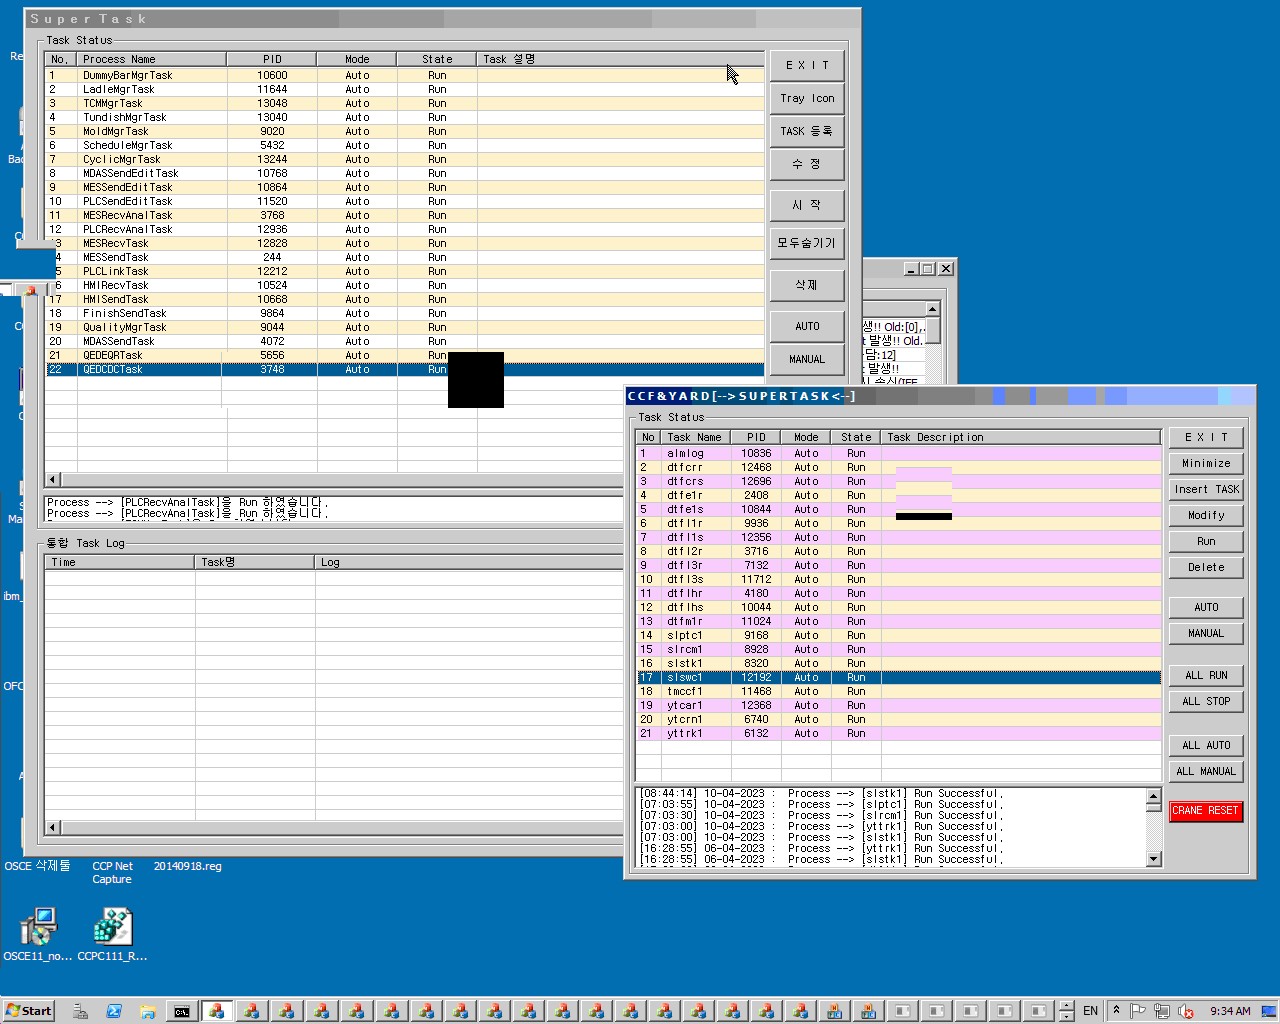 SuperTask
Task Status
No. Process Name PID Mode State Task 설명
1 DummyBarMgrTask 10600 Auto Run
2 LadleMgrTask 11644 Auto Run
3 TCMMgrTask 13048 Auto Run
4 TundishMgrTask 13040 Auto Run
5 MoldMgrTask 9020 Auto Run
6 ScheduleMgrTask 5432 Auto Run
7 CyclicMgrTask 13244 Auto Run
8 MDASSendEditTask 10768 Auto Run
9 MESSendEditTask 10864 Auto Run
10 PLCSendEditTask 11520 Auto Run
11 MESRecvAnalTask 3768 Auto Run
12 PLCRecvAnalTask 12936 Auto Run
3 MESRecvTask 12828 Auto Run
4 MESSendTask 244 Auto Run
5 PLCLinkTask 12212 Auto Run
6 HMIRecvTask 10524 Auto Run
17 HMISendTask 10668 Auto Run
18 FinishSendTask 9864 Auto Run
19 QualityMgrTask 9044 Auto Run
20 MDASSendTask 4072 Auto Run
21 QEDEQRTask 5656 Auto Run
22 QEDCDCTask 3748 Auto Run
EXIT
Tray Icon
TASK 등록
수 정
시 작
모두숨기기
삭제
AUTO
MANUAL
Process --> [PLCRecvAnalTask]을 Run 하였습니다.
Process --> [PLCRecvAnalTask]을 Run 하였습니다.
통합 Task Log
Time Task명 Log
생!! Old:[0],.
발생!! Old.
담:12]
발생!!
CCF&YARD[-->SUPERTASK<--]
Task Status
No Task Name PID Mode State Task Description
1 almlog 10836 Auto Run
2 dtfcrr 12468 Auto Run
3 dtfcrs 12696 Auto Run
4 dtfe1r 2408 Auto Run
5 dtfe1s 10844 Auto Run
6 dtfl1r 9936 Auto Run
7 dtfl1s 12356 Auto Run
8 dtfl2r 3716 Auto Run
9 dtfl3r 7132 Auto Run
10 dtfl3s 11712 Auto Run
11 dtflhr 4180 Auto Run
12 dtflhs 10044 Auto Run
13 dtfm1r 11024 Auto Run
14 slptc1 9168 Auto Run
15 slrcm1 8928 Auto Run
16 slstk1 8320 Auto Run
17 slswc1 12192 Auto Run
18 tmccf1 11468 Auto Run
19 ytcar1 12368 Auto Run
20 ytcrn1 6740 Auto Run
21 yttrk1 6132 Auto Run
EXIT
Minimize
Insert TASK
Modify
Run
Delete
AUTO
MANUAL
ALL RUN
ALL STOP
ALL AUTO
ALL MANUAL
CRANE RESET
[08:44:14] 10-04-2023 : Process --> [slstk1] Run Successful.
[07:03:55] 10-04-2023 : Process --> [slptc1] Run Successful.
[07:03:30] 10-04-2023 : Process --> [slrcm1] Run Successful.
[07:03:00] 10-04-2023 : Process --> [yttrk1] Run Successful.
[07:03:00] 10-04-2023 : Process --> [slstk1] Run Successful.
[16:28:55] 06-04-2023 : Process --> [yttrk1] Run Successful.
[16:28:55] 06-04-2023 : Process --> [slstk1] Run Successful.
Re
Bac
Ma
ibm_
OFC
OSCE 삭제툴
CCP Net Capture
20140918.reg
OSCE11_no...
CCPC111_R...
Start
EN
9:34 AM